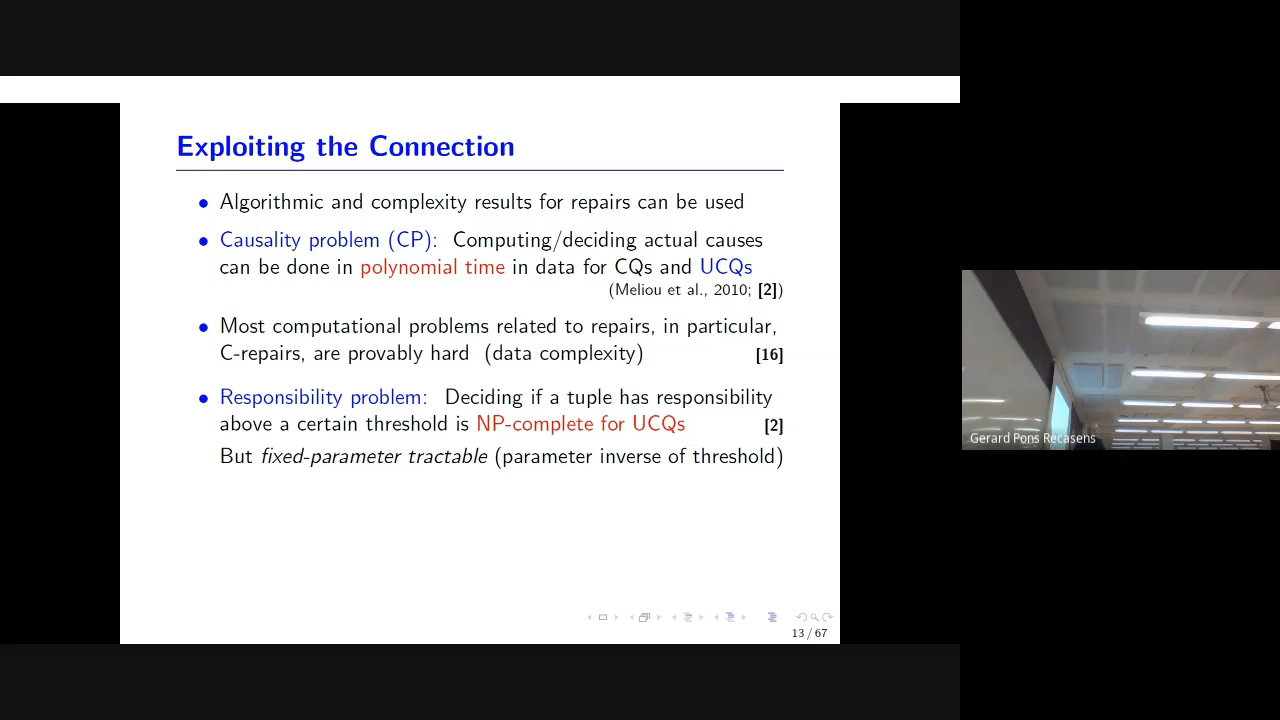 Exploiting the Connection
• Algorithmic and complexity results for repairs can be used
• Causality problem (CP): Computing/deciding actual causes
can be done in polynomial time in data for CQs and UCQs
(Meliou et al., 2010; [2])
• Most computational problems related to repairs, in particular,
C-repairs, are provably hard (data complexity) [16]
• Responsibility problem: Deciding if a tuple has responsibility
above a certain threshold is NP-complete for UCQs [2]
But fixed-parameter tractable (parameter inverse of threshold)
13 / 67
Gerard Pons Recasens